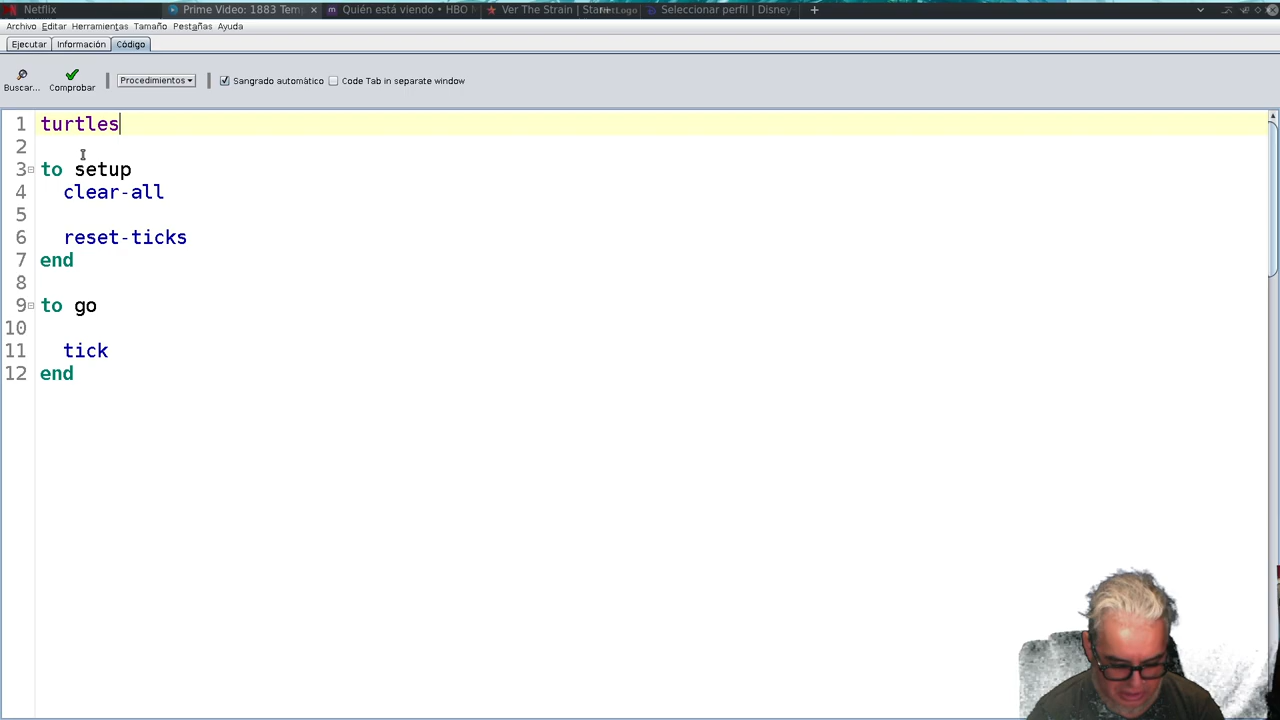 Netflix Prime Video: 1883 Tem Quién está viendo • HBO M Ver The Strain | Star NetLogo Seleccionar perfil | Disney
Archivo Editar Herramientas Tamaño Pestañas Ayuda
Ejecutar Información Código
Buscar... Comprobar Procedimientos Sangrado automático Code Tab in separate window
1 turtles
2
3 to setup
4 clear-all
5
6 reset-ticks
7 end
8
9 to go
10
11 tick
12 end